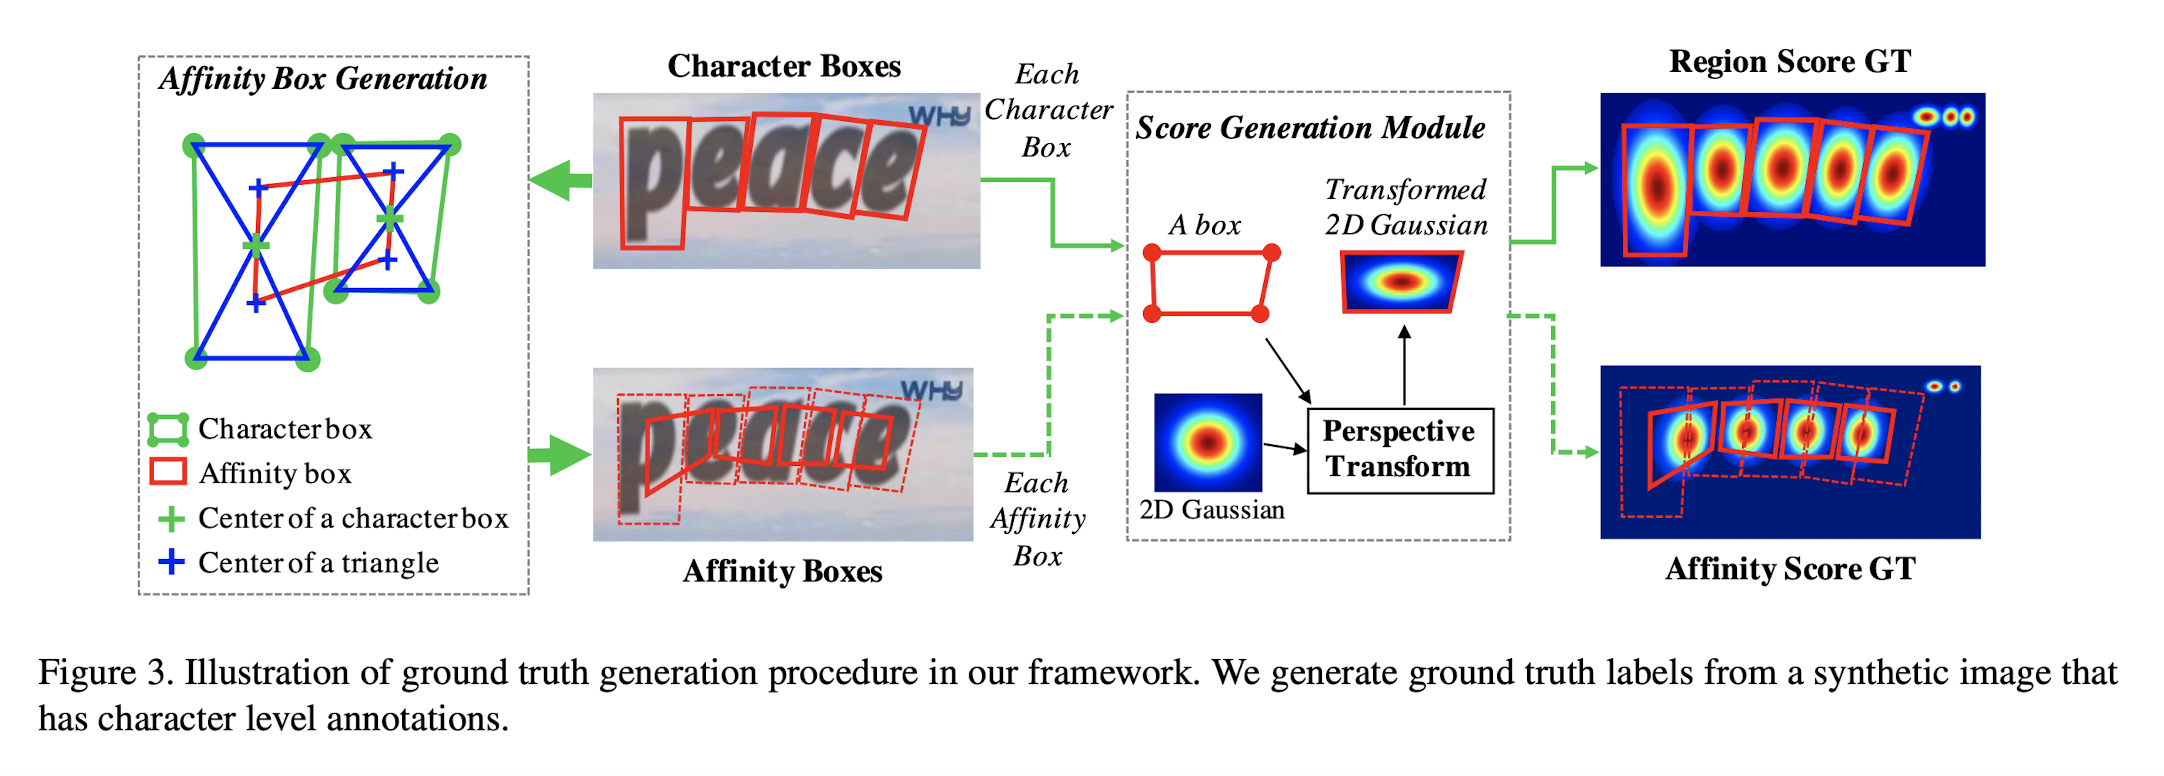 Affinity Box Generation
Character box
Affinity box
Center of a character box
Center of a triangle
Character Boxes
peace
WHY
peace
WHY
Affinity Boxes
Each
Character
Box
Each
Affinity
Box
Score Generation Module
A box
Transformed
2D Gaussian
2D Gaussian
Perspective
Transform
Region Score GT
Affinity Score GT
Figure 3. Illustration of ground truth generation procedure in our framework. We generate ground truth labels from a synthetic image that
has character level annotations.